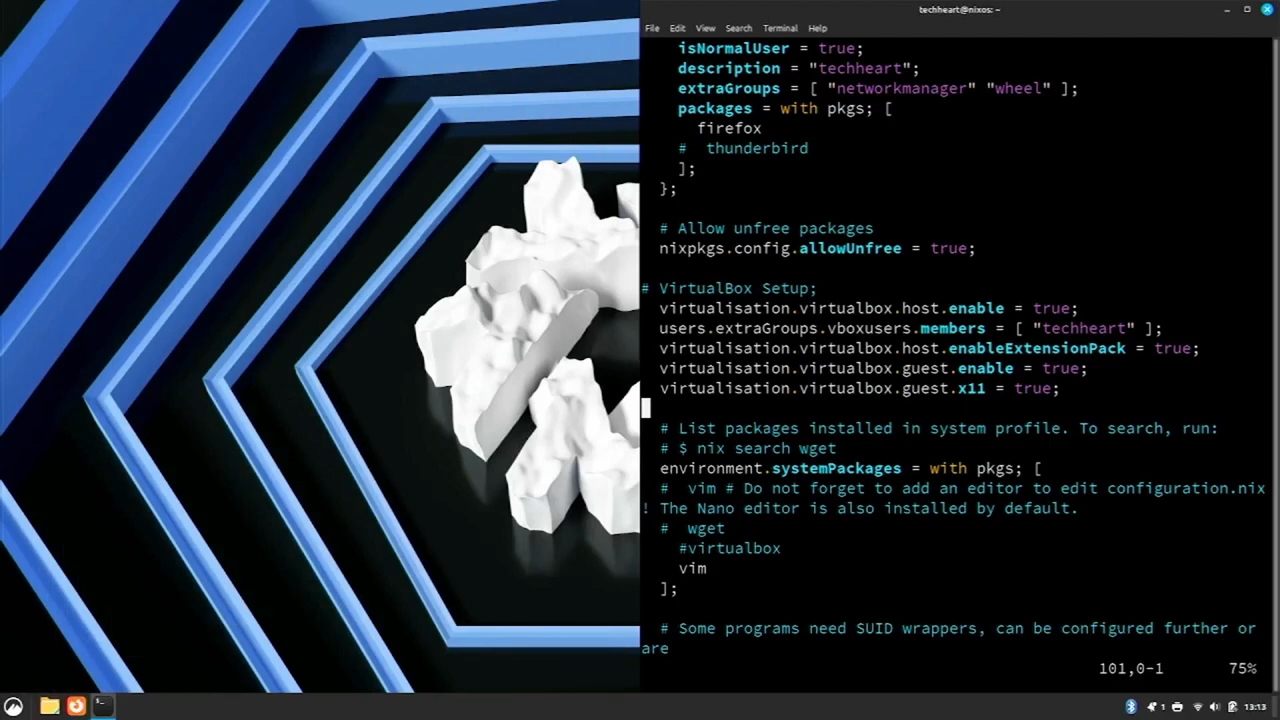 techheart@nixos: ~
File Edit View Search Terminal Help
isNormalUser = true;
description = "techheart";
extraGroups = [ "networkmanager" "wheel" ];
packages = with pkgs; [
firefox
#  thunderbird
];
};
# Allow unfree packages
nixpkgs.config.allowUnfree = true;
# VirtualBox Setup;
virtualisation.virtualbox.host.enable = true;
users.extraGroups.vboxusers.members = [ "techheart" ];
virtualisation.virtualbox.host.enableExtensionPack = true;
virtualisation.virtualbox.guest.enable = true;
virtualisation.virtualbox.guest.x11 = true;
# List packages installed in system profile. To search, run:
# $ nix search wget
environment.systemPackages = with pkgs; [
#  vim # Do not forget to add an editor to edit configuration.nix
! The Nano editor is also installed by default.
#  wget
#virtualbox
vim
];
# Some programs need SUID wrappers, can be configured further or
are
101,0-1 75%
1 13:13